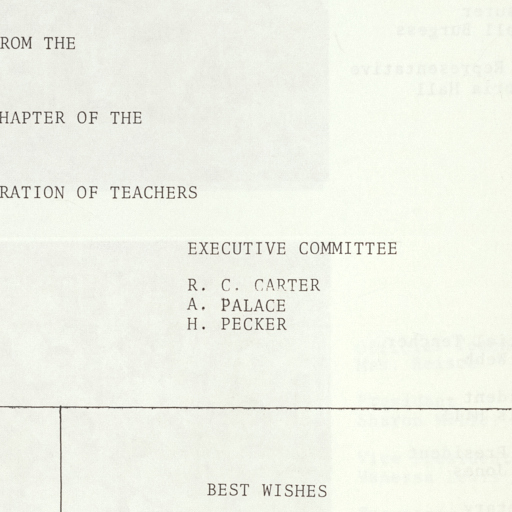 ROM THE
HAPTER OF THE
RATION OF TEACHERS
EXECUTIVE COMMITTEE
R. C. CARTER
A. PALACE
H. PECKER
BEST WISHES